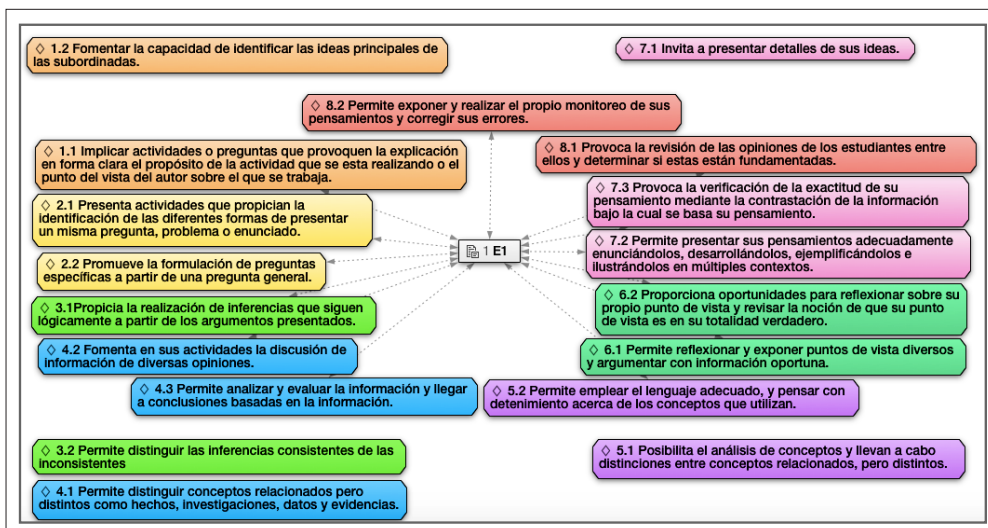 ◇ 1.2 Fomentar la capacidad de identificar las ideas principales de
las subordinadas.
◇ 7.1 Invita a presentar detalles de sus ideas.
◇ 8.2 Permite exponer y realizar el propio monitoreo de sus
pensamientos y corregir sus errores.
◇ 1.1 Implicar actividades o preguntas que provoquen la explicación
en forma clara el propósito de la actividad que se esta realizando o el
punto del vista del autor sobre el que se trabaja.
◇ 8.1 Provoca la revisión de las opiniones de los estudiantes entre
ellos y determinar si estas están fundamentadas.
◇ 2.1 Presenta actividades que propician la
identificación de las diferentes formas de presentar
un misma pregunta, problema o enunciado.
◇ 7.3 Provoca la verificación de la exactitud de su
pensamiento mediante la contrastación de la información
bajo la cual se basa su pensamiento.
1 E1
◇ 7.2 Permite presentar sus pensamientos adecuadamente
enunciándolos, desarrollándolos, ejemplificándolos e
ilustrándolos en múltiples contextos.
◇ 2.2 Promueve la formulación de preguntas
específicas a partir de una pregunta general.
◇ 6.2 Proporciona oportunidades para reflexionar sobre su
propio punto de vista y revisar la noción de que su punto
de vista es en su totalidad verdadero.
◇ 3.1Propicia la realización de inferencias que siguen
lógicamente a partir de los argumentos presentados.
◇ 4.2 Fomenta en sus actividades la discusión de
información de diversas opiniones.
◇ 6.1 Permite reflexionar y exponer puntos de vista diversos
y argumentar con información oportuna.
◇ 4.3 Permite analizar y evaluar la información y llegar
a conclusiones basadas en la información.
◇ 5.2 Permite emplear el lenguaje adecuado, y pensar con
detenimiento acerca de los conceptos que utilizan.
◇ 3.2 Permite distinguir las inferencias consistentes de las
inconsistentes
◇ 5.1 Posibilita el análisis de conceptos y llevan a cabo
distinciones entre conceptos relacionados, pero distintos.
◇ 4.1 Permite distinguir conceptos relacionados pero
distintos como hechos, investigaciones, datos y evidencias.